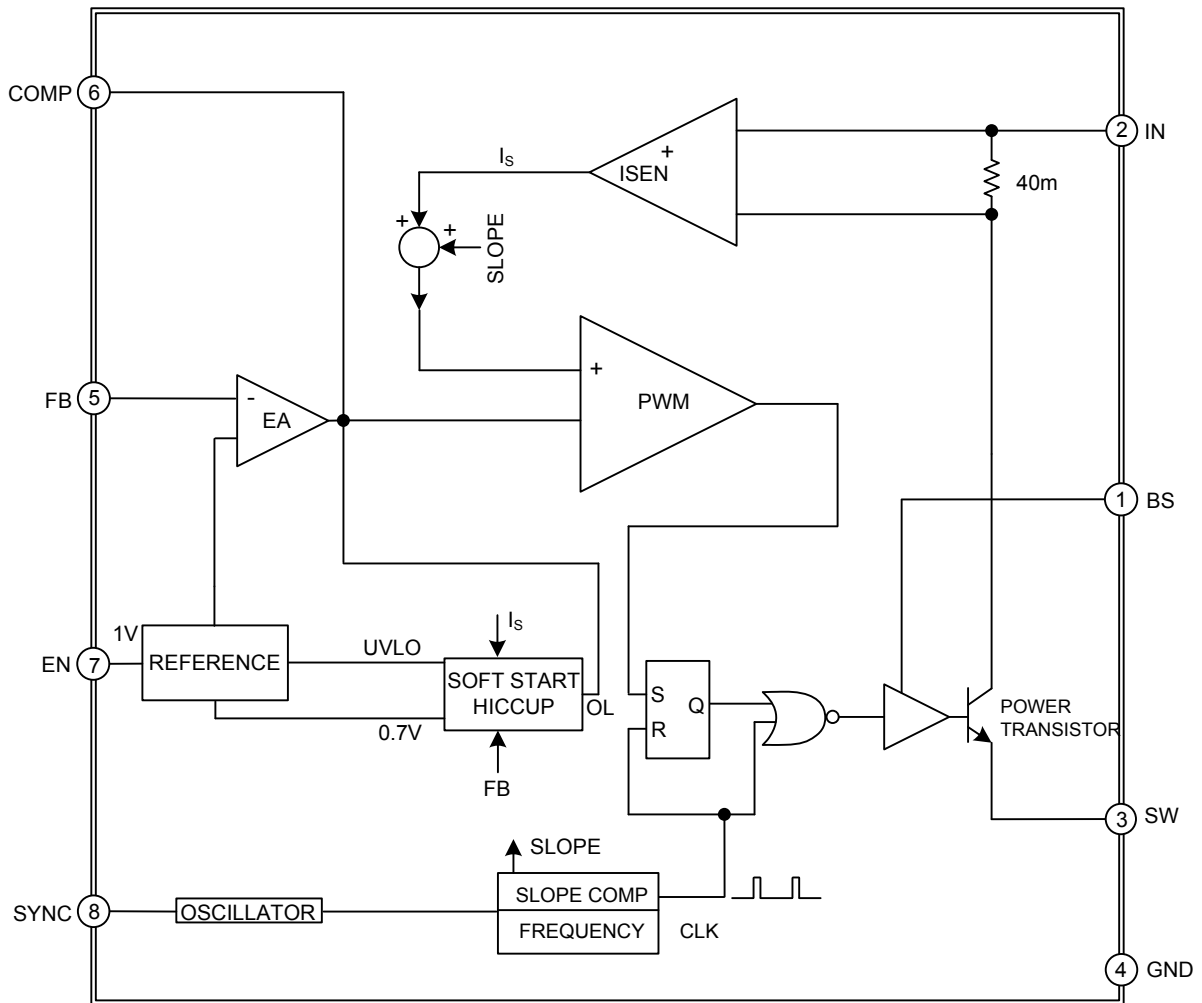 COMP 6
2 IN
+
ISEN
I_S
40m
+
+
SLOPE
+
PWM
FB 5
-
EA
1 BS
1V
I_S
EN 7
REFERENCE
UVLO
SOFT START
HICCUP
OL
0.7V
FB
S
Q
R
POWER
TRANSISTOR
3 SW
SLOPE
SLOPE COMP
FREQUENCY
CLK
SYNC 8
OSCILLATOR
4 GND